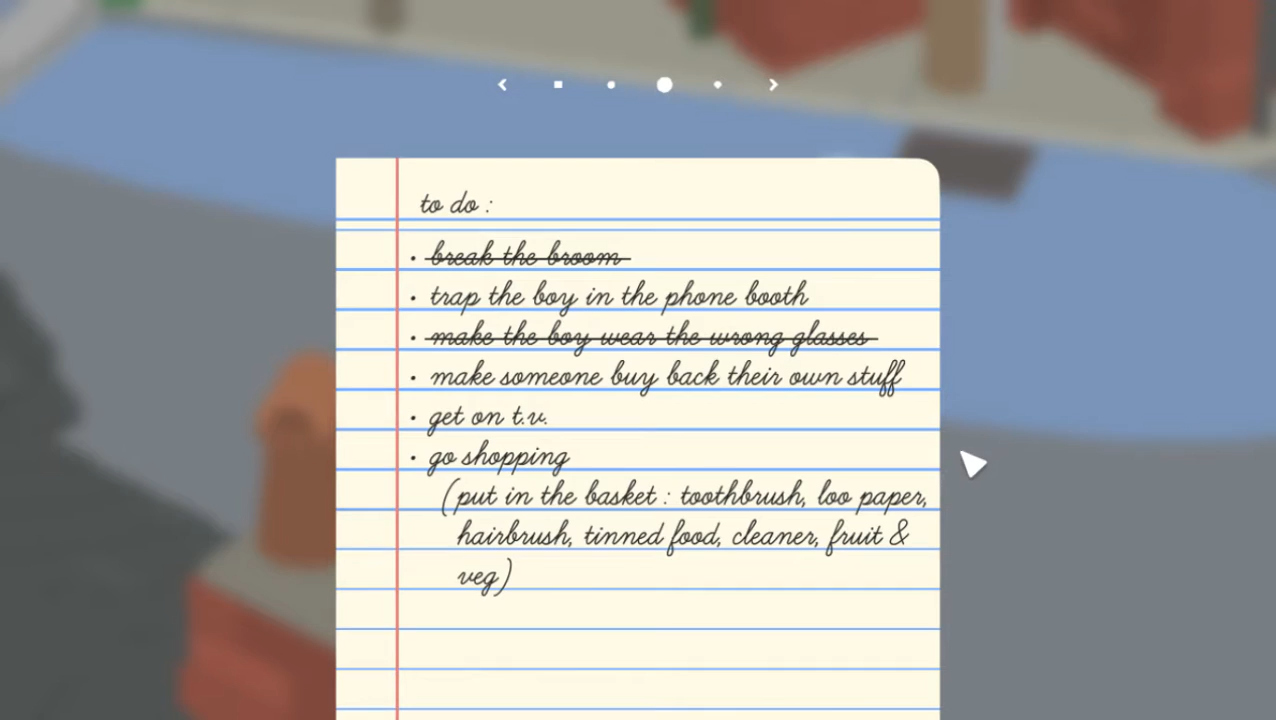 to do :
• break the broom
• trap the boy in the phone booth
• make the boy wear the wrong glasses
• make someone buy back their own stuff
• get on t.v.
• go shopping
(put in the basket : toothbrush, loo paper,
hairbrush, tinned food, cleaner, fruit &
veg)